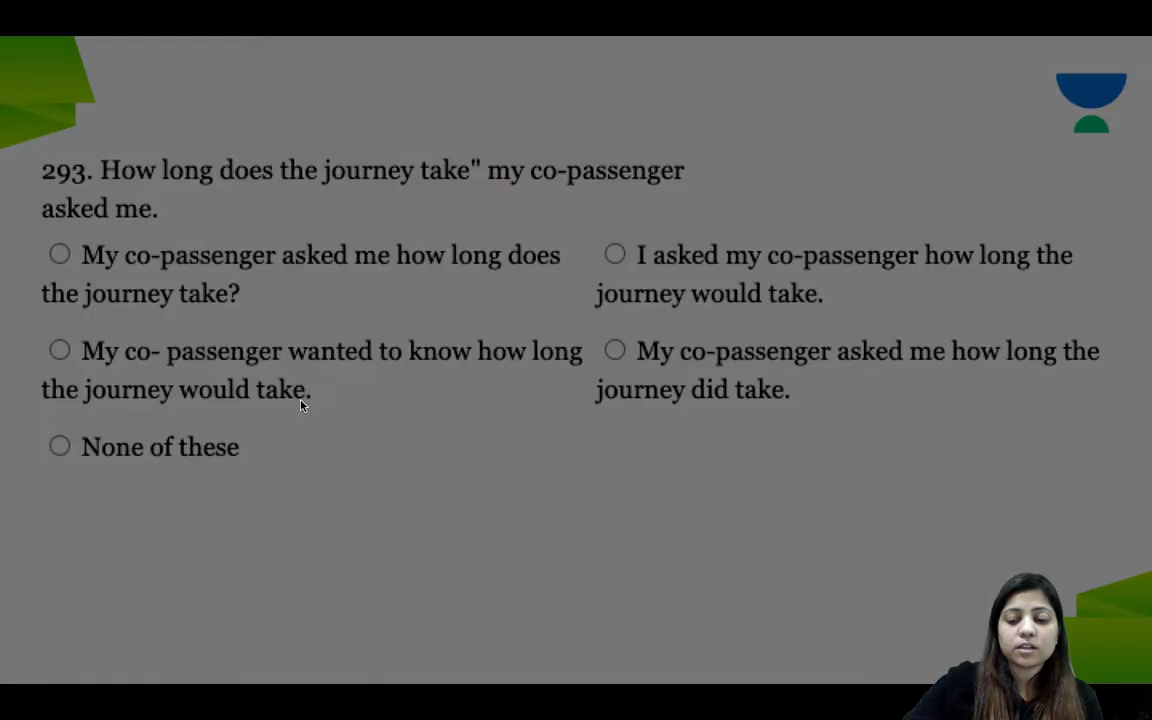 293. How long does the journey take" my co-passenger
asked me.
My co-passenger asked me how long does
the journey take?
I asked my co-passenger how long the
journey would take.
My co- passenger wanted to know how long
the journey would take.
My co-passenger asked me how long the
journey did take.
None of these